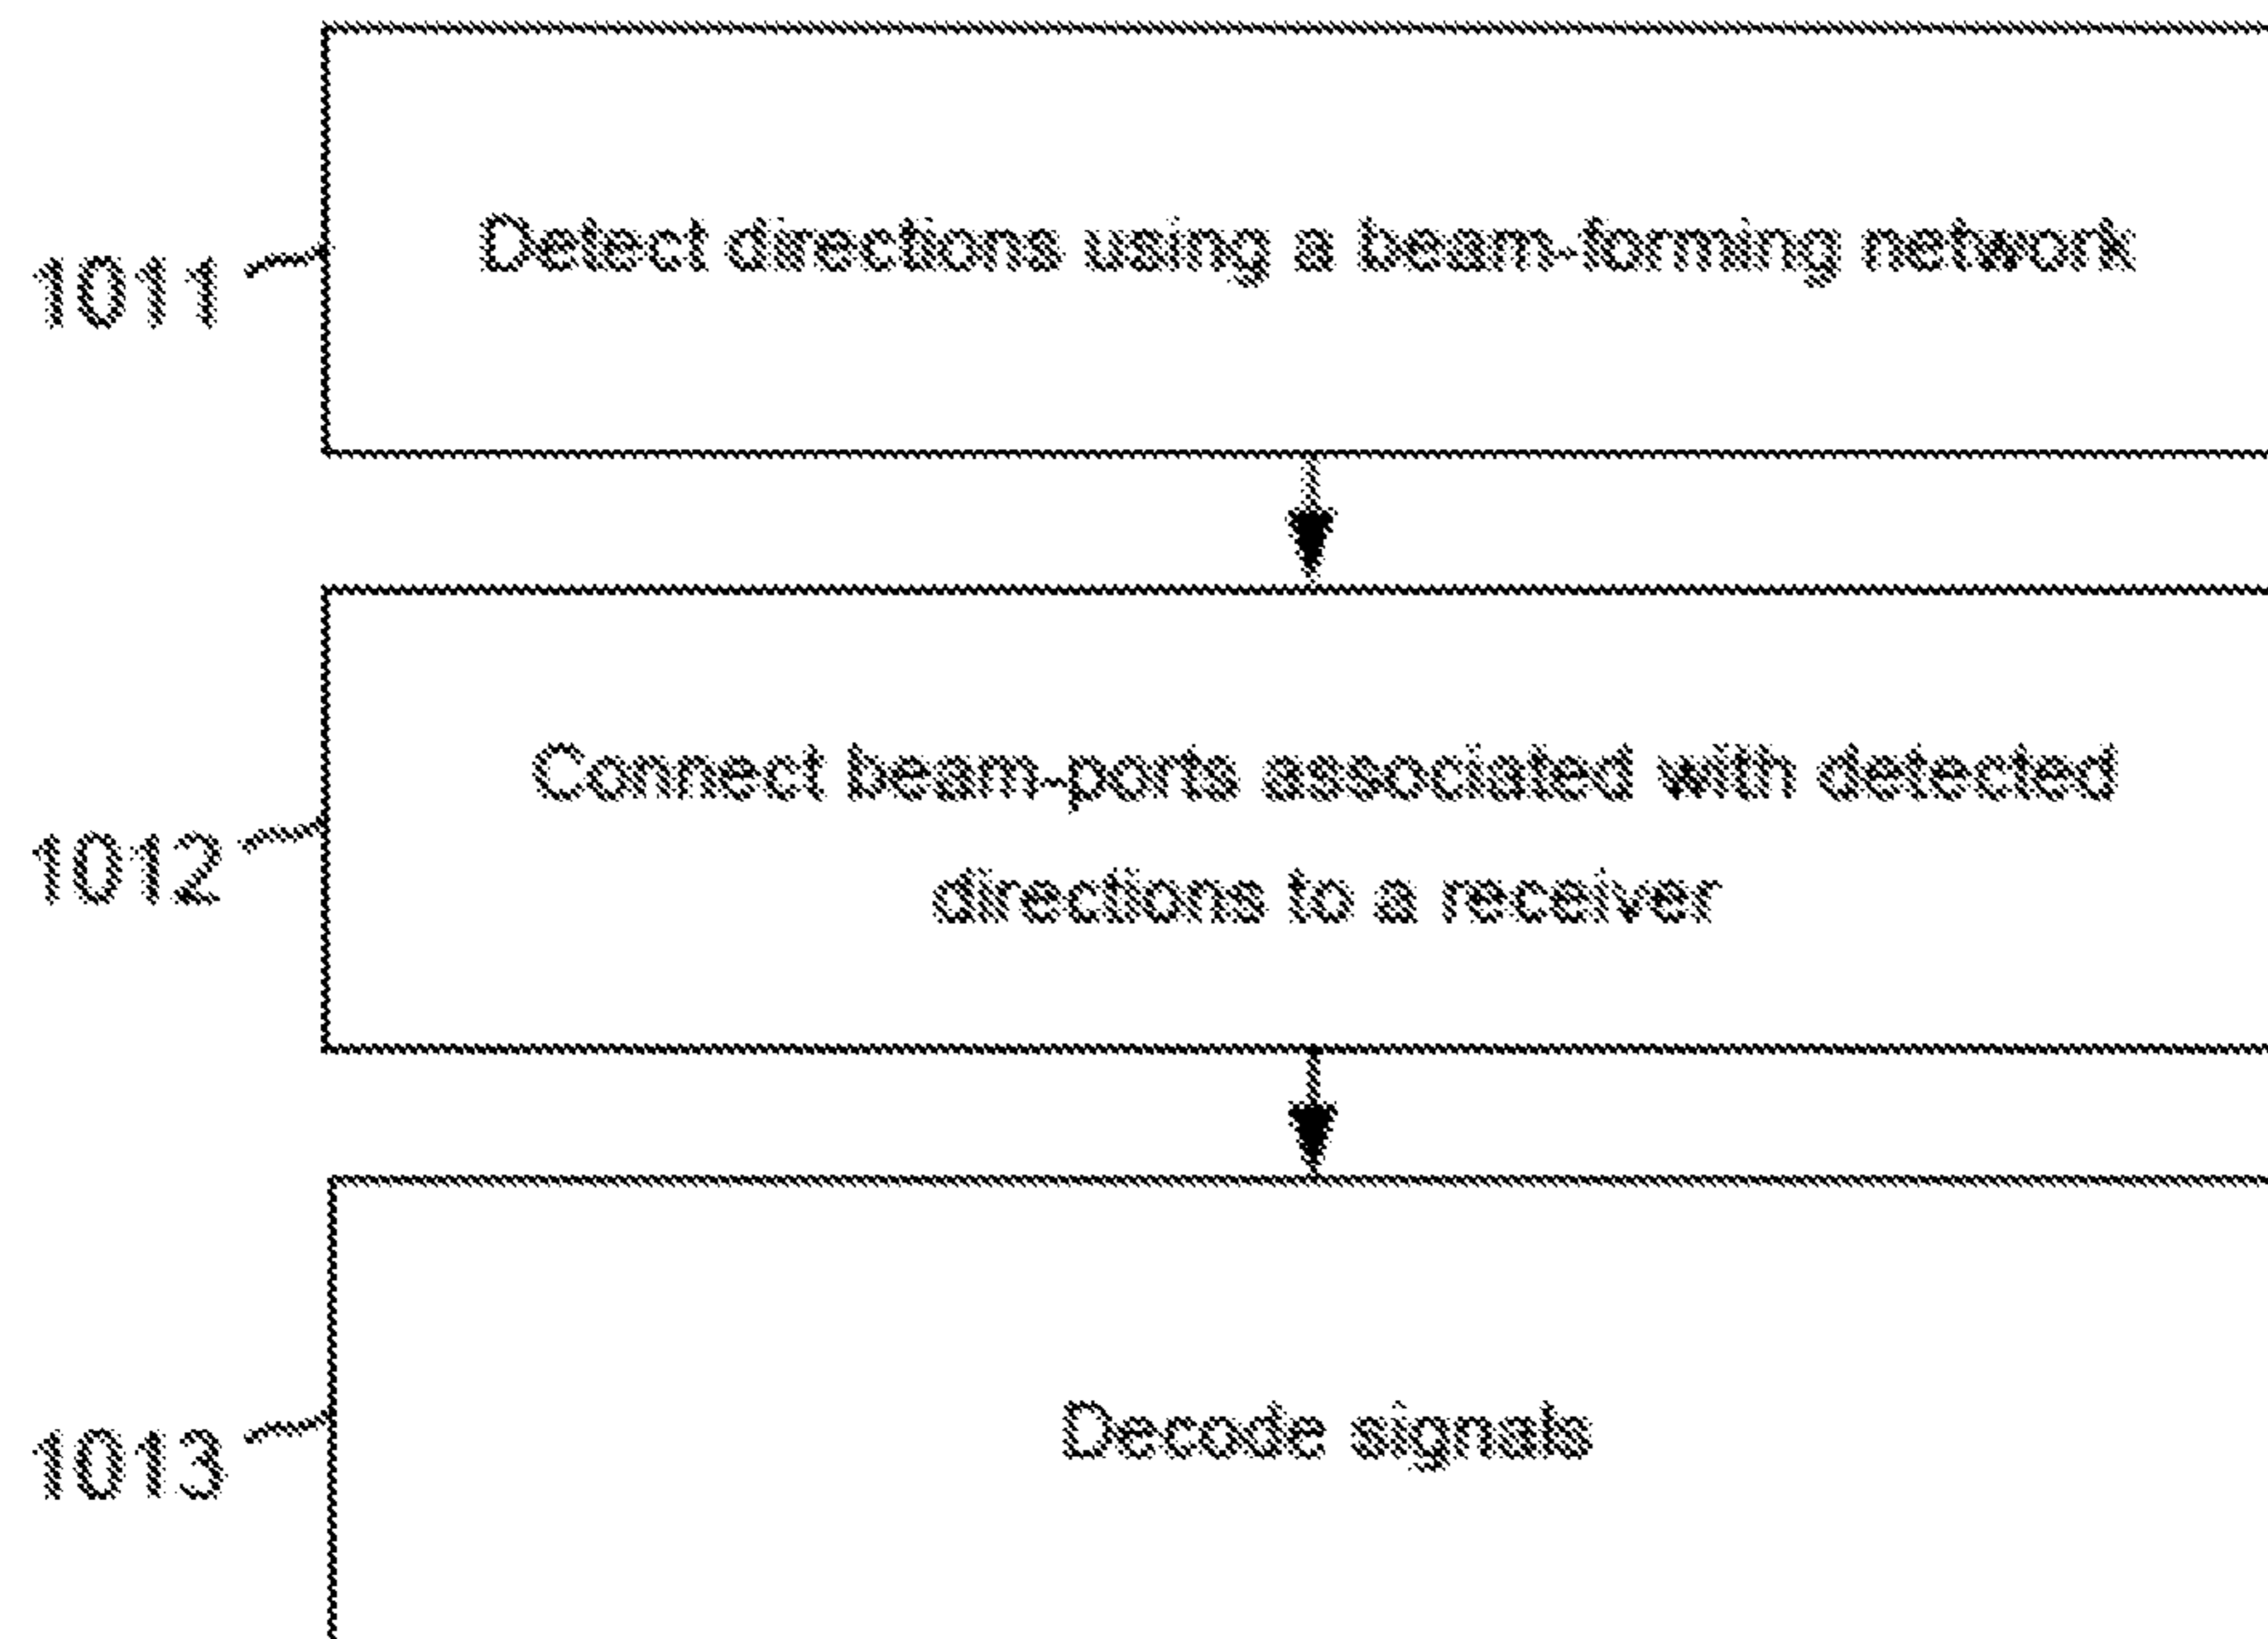 1011
Detect directions using a beam-forming network
1012
Connect beam-ports associated with detected
directions to a receiver
1013
Decode signals